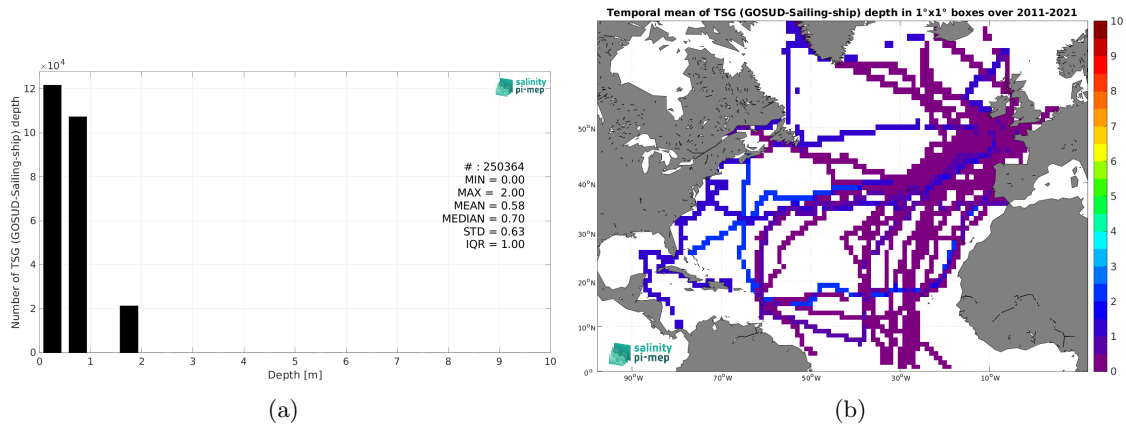 ×10⁴
12
10
8
6
4
2
0
Number of TSG (GOSUD-Sailing-ship) depth
0 1 2 3 4 5 6 7 8 9 10
Depth [m]
salinity
pi-mep
# : 250364
MIN = 0.00
MAX = 2.00
MEAN = 0.58
MEDIAN = 0.70
STD = 0.63
IQR = 1.00
(a)
Temporal mean of TSG (GOSUD-Sailing-ship) depth in 1°x1° boxes over 2011-2021
50°N
40°N
30°N
20°N
10°N
0°
90°W 70°W 50°W 30°W 10°W
salinity
pi-mep
10
9
8
7
6
5
4
3
2
1
0
(b)